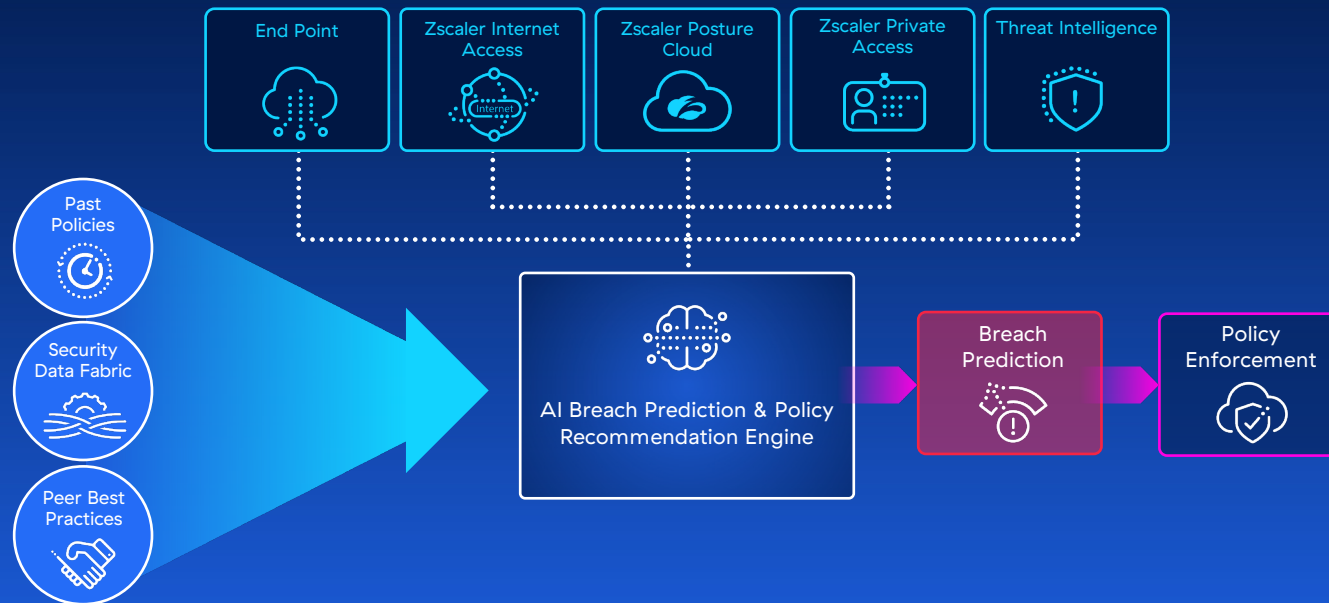 End Point
Zscaler Internet
Access
Internet
Zscaler Posture
Cloud
Zscaler Private
Access
Threat Intelligence
Past
Policies
Security
Data Fabric
Peer Best
Practices
AI Breach Prediction & Policy
Recommendation Engine
Breach
Prediction
Policy
Enforcement